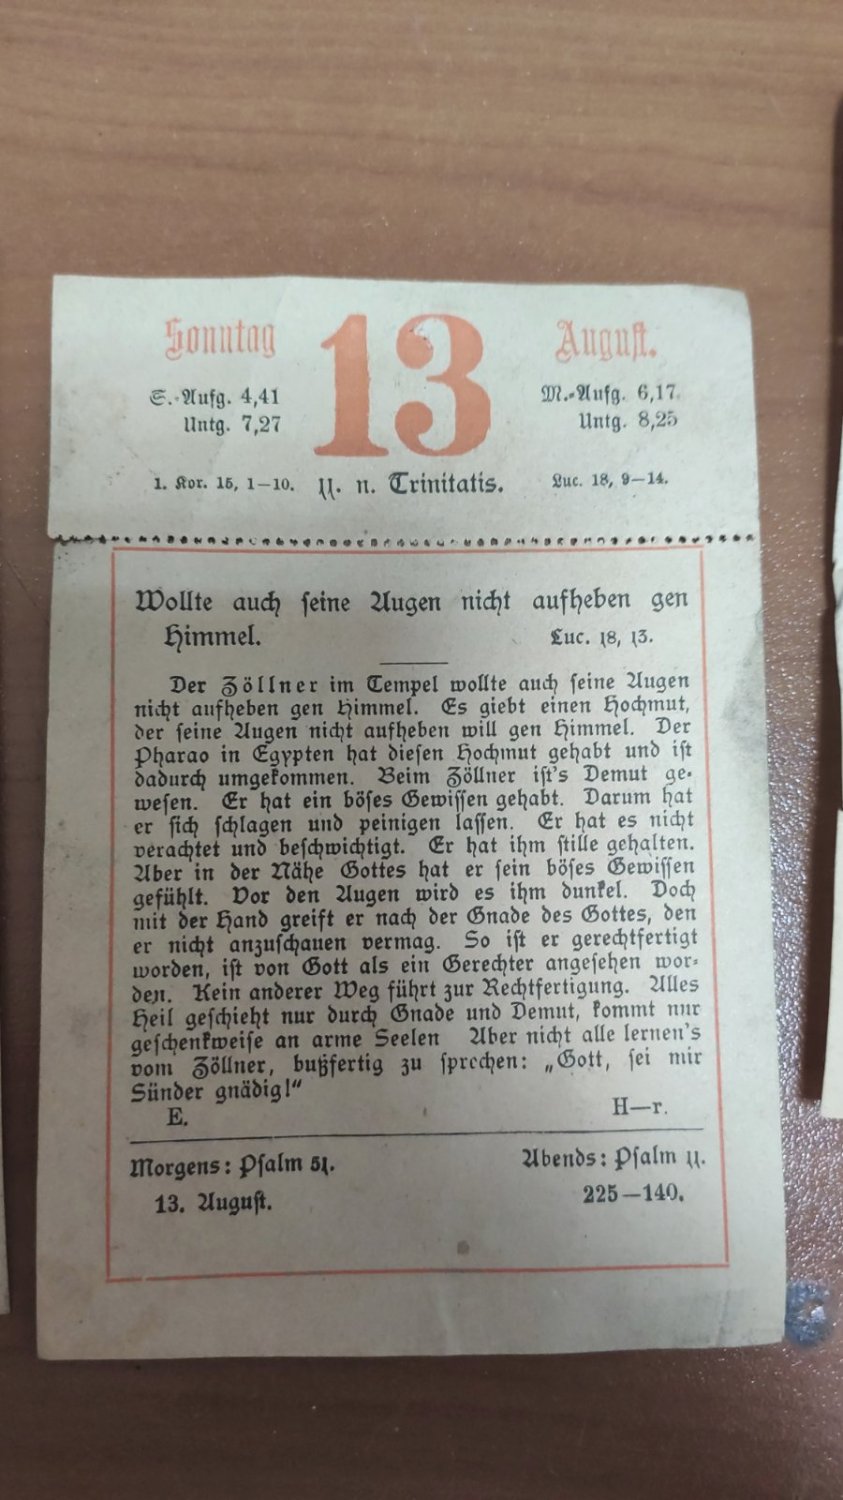 Sonntag 13 August.
S.-Aufg. 4,41 M.-Aufg. 6,17
Untg. 7,27 Untg. 8,25
1. Kor. 15, 1—10. 11. n. Trinitatis. Luc. 18, 9—14.
Wollte auch seine Augen nicht aufheben gen
Himmel. Luc. 18, 13.
Der Zöllner im Tempel wollte auch seine Augen
nicht aufheben gen Himmel. Es giebt einen Hochmut,
der seine Augen nicht aufheben will gen Himmel. Der
Pharao in Egypten hat diesen Hochmut gehabt und ist
dadurch umgekommen. Beim Zöllner ist's Demut ge-
wesen. Er hat ein böses Gewissen gehabt. Darum hat
er sich schlagen und peinigen lassen. Er hat es nicht
verachtet und beschwichtigt. Er hat ihm stille gehalten.
Aber in der Nähe Gottes hat er sein böses Gewissen
gefühlt. Vor den Augen wird es ihm dunkel. Doch
mit der Hand greift er nach der Gnade des Gottes, den
er nicht anzuschauen vermag. So ist er gerechtfertigt
worden, ist von Gott als ein Gerechter angesehen wor-
den. Kein anderer Weg führt zur Rechtfertigung. Alles
Heil geschieht nur durch Gnade und Demut, kommt nur
geschenkweise an arme Seelen Aber nicht alle lernen's
vom Zöllner, bußfertig zu sprechen: „Gott, sei mir
Sünder gnädig!“
E. H—r.
Morgens: Psalm 51. Abends: Psalm 11.
13. August. 225—140.